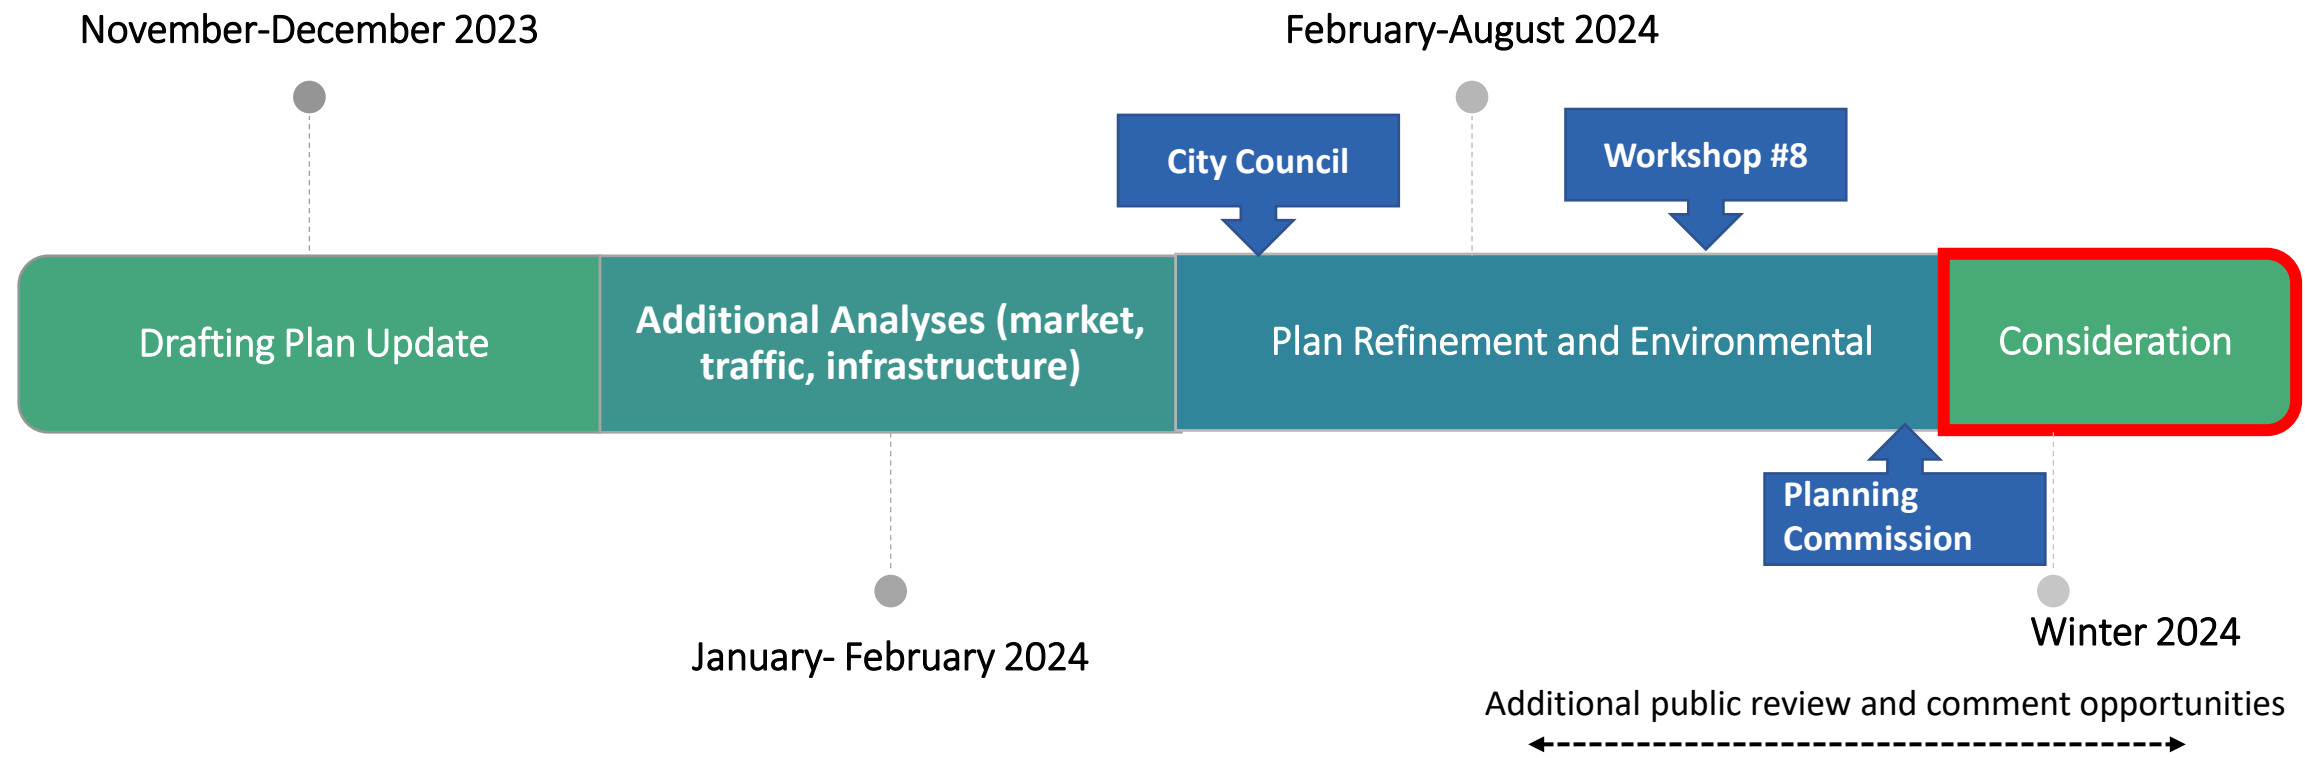 November-December 2023
February-August 2024
City Council
Workshop #8
Drafting Plan Update
Additional Analyses (market,
traffic, infrastructure)
Plan Refinement and Environmental
Consideration
Planning
Commission
January- February 2024
Winter 2024
Additional public review and comment opportunities